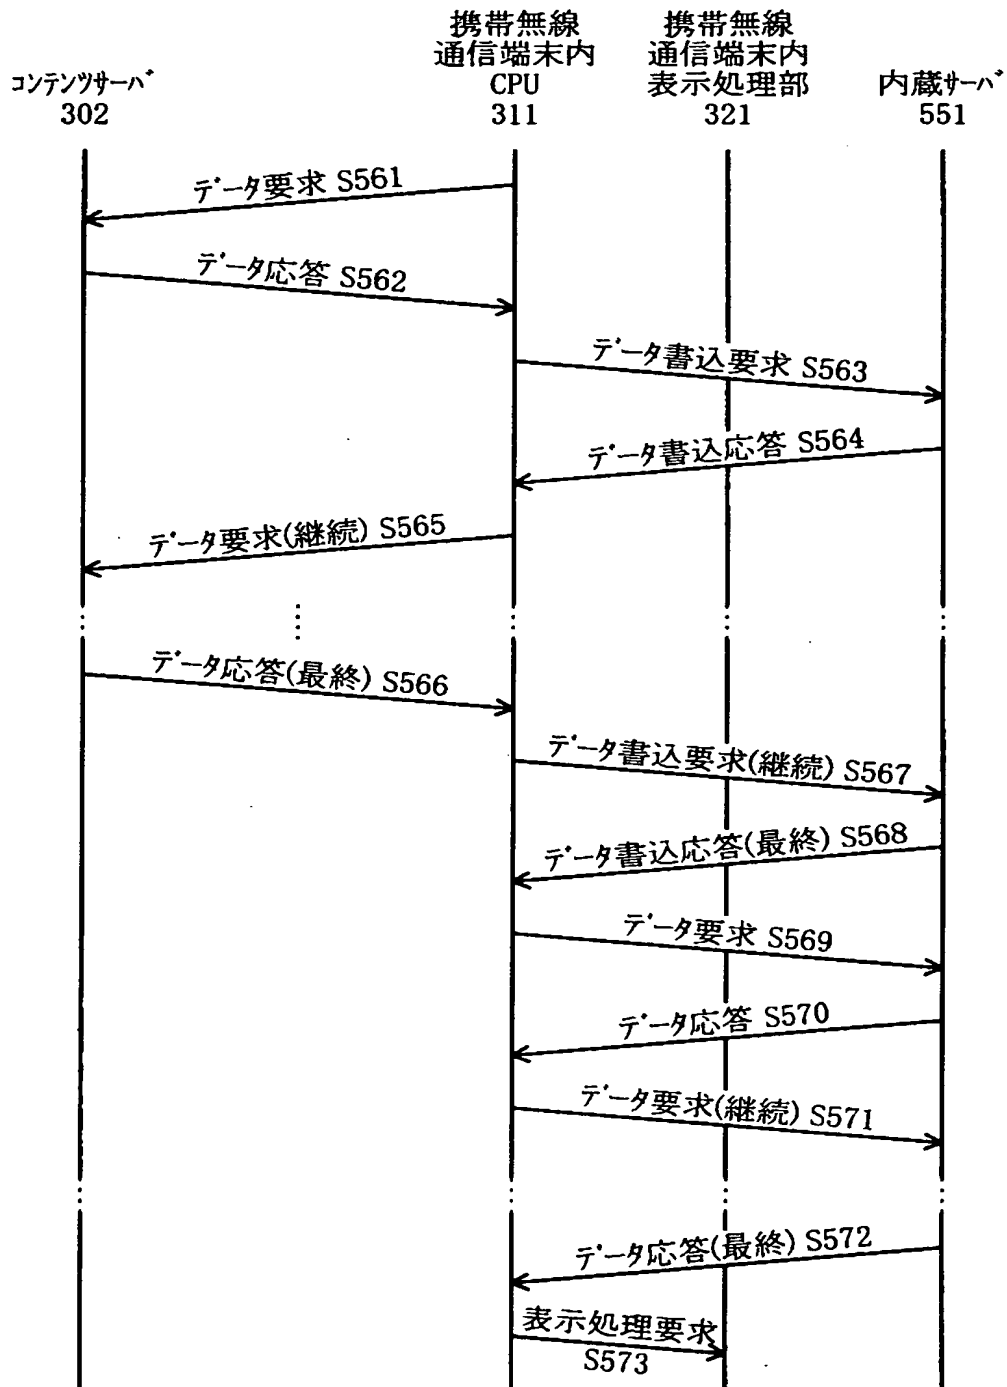 コンテンツサーバ
302
携帯無線
通信端末内
CPU
311
携帯無線
通信端末内
表示処理部
321
内蔵サーバ
551
データ要求 S561
データ応答 S562
データ書込要求 S563
データ書込応答 S564
データ要求(継続) S565
データ応答(最終) S566
データ書込要求(継続) S567
データ書込応答(最終) S568
データ要求 S569
データ応答 S570
データ要求(継続) S571
データ応答(最終) S572
表示処理要求
S573